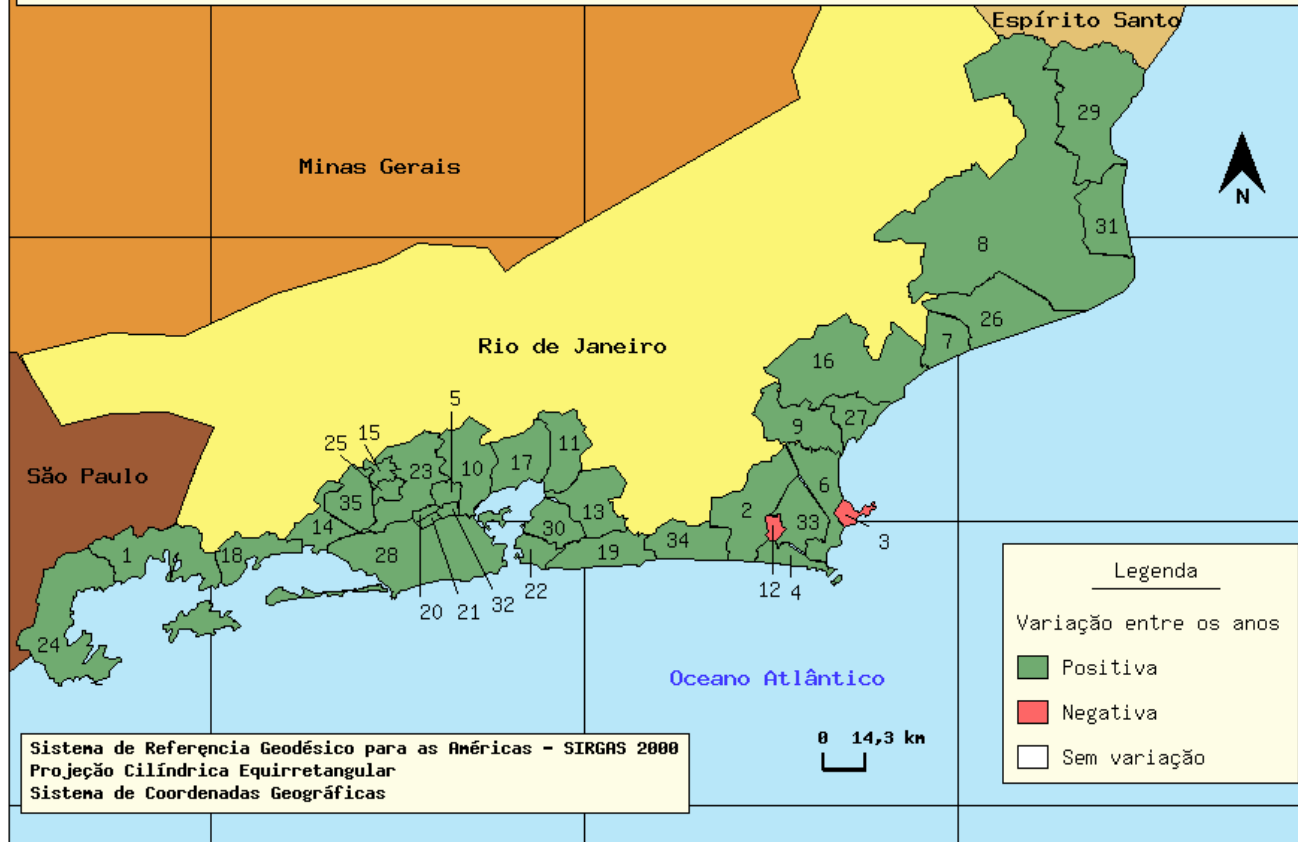 Espírito Santo
29
Minas Gerais
N
31
8
26
Rio de Janeiro
7
16
5
15
25
27
9
11
23
10
17
São Paulo
6
35
13
2
33
14
30
1
18
28
19
34
3
12
4
22
32
21
20
24
Legenda
Variação entre os anos
Positiva
Negativa
Sem variação
Oceano Atlântico
0 14,3 km
Sistema de Referençia Geodésico para as Américas - SIRGAS 2000
Projeção Cilíndrica Equirretangular
Sistema de Coordenadas Geográficas